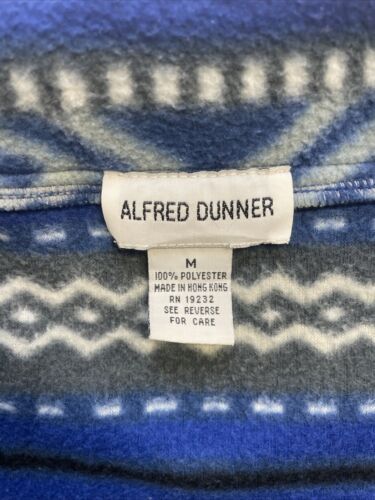 ALFRED DUNNER
M
100% POLYESTER
MADE IN HONG KONG
RN 19232
SEE REVERSE
FOR CARE